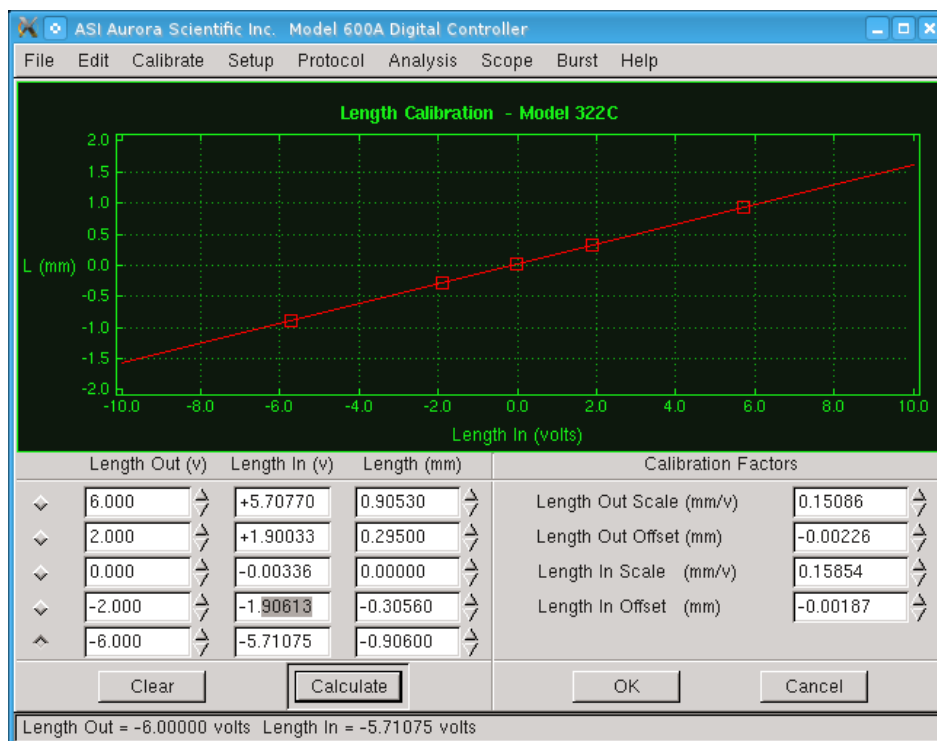 ASI Aurora Scientific Inc. Model 600A Digital Controller
File Edit Calibrate Setup Protocol Analysis Scope Burst Help
Length Calibration - Model 322C
2.0
1.5
1.0
0.5
L (mm) 0.0
-0.5
-1.0
-1.5
-2.0
-10.0 -8.0 -6.0 -4.0 -2.0 0.0 2.0 4.0 6.0 8.0 10.0
Length In (volts)
Length Out (v) Length In (v) Length (mm) Calibration Factors
6.000 +5.70770 0.90530 Length Out Scale (mm/v) 0.15086
2.000 +1.90033 0.29500 Length Out Offset (mm) -0.00226
0.000 -0.00336 0.00000 Length In Scale (mm/v) 0.15854
-2.000 -1.90613 -0.30560 Length In Offset (mm) -0.00187
-6.000 -5.71075 -0.90600
Clear Calculate OK Cancel
Length Out = -6.00000 volts Length In = -5.71075 volts